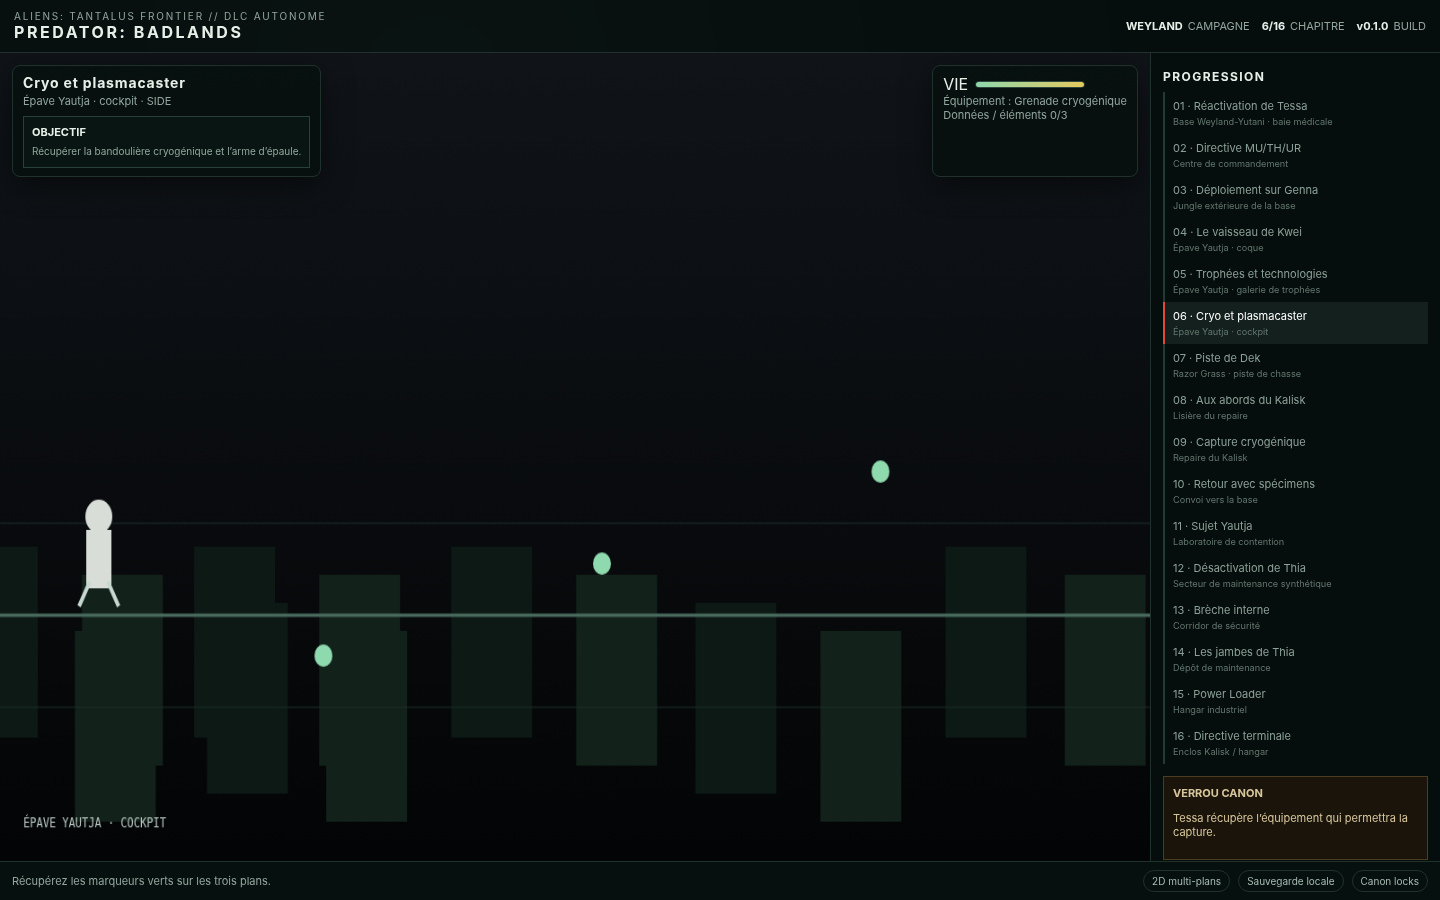 ALIENS: TANTALUS FRONTIER // DLC AUTONOME
PREDATOR: BADLANDS
WEYLAND CAMPAGNE 6/16 CHAPITRE v0.1.0 BUILD
Cryo et plasmacaster
Épave Yautja · cockpit · SIDE
OBJECTIF
Récupérer la bandoulière cryogénique et l’arme d’épaule.
VIE
Équipement : Grenade cryogénique
Données / éléments 0/3
ÉPAVE YAUTJA · COCKPIT
PROGRESSION
01 · Réactivation de Tessa
Base Weyland-Yutani · baie médicale
02 · Directive MU/TH/UR
Centre de commandement
03 · Déploiement sur Genna
Jungle extérieure de la base
04 · Le vaisseau de Kwei
Épave Yautja · coque
05 · Trophées et technologies
Épave Yautja · galerie de trophées
06 · Cryo et plasmacaster
Épave Yautja · cockpit
07 · Piste de Dek
Razor Grass · piste de chasse
08 · Aux abords du Kalisk
Lisière du repaire
09 · Capture cryogénique
Repaire du Kalisk
10 · Retour avec spécimens
Convoi vers la base
11 · Sujet Yautja
Laboratoire de contention
12 · Désactivation de Thia
Secteur de maintenance synthétique
13 · Brèche interne
Corridor de sécurité
14 · Les jambes de Thia
Dépôt de maintenance
15 · Power Loader
Hangar industriel
16 · Directive terminale
Enclos Kalisk / hangar
VERROU CANON
Tessa récupère l’équipement qui permettra la
capture.
Récupérez les marqueurs verts sur les trois plans.
2D multi-plans
Sauvegarde locale
Canon locks